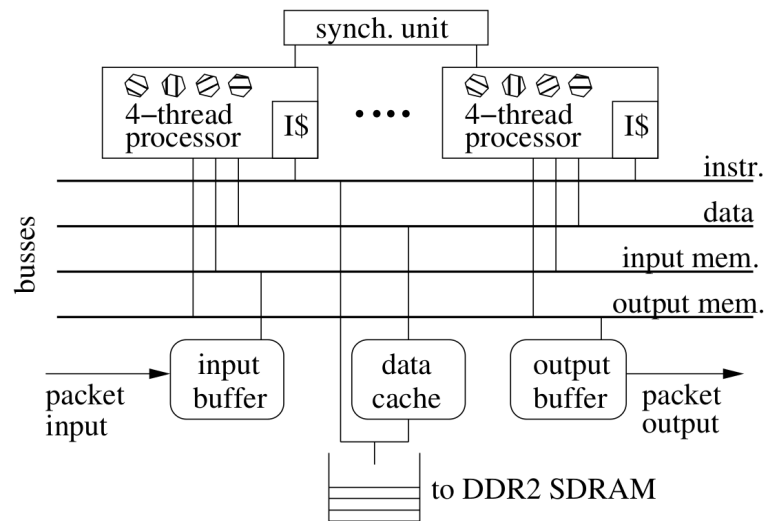 synch. unit
4−thread
processor
I$
4−thread
processor
I$
instr.
data
input mem.
output mem.
busses
input
buffer
data
cache
output
buffer
packet
input
packet
output
to DDR2 SDRAM